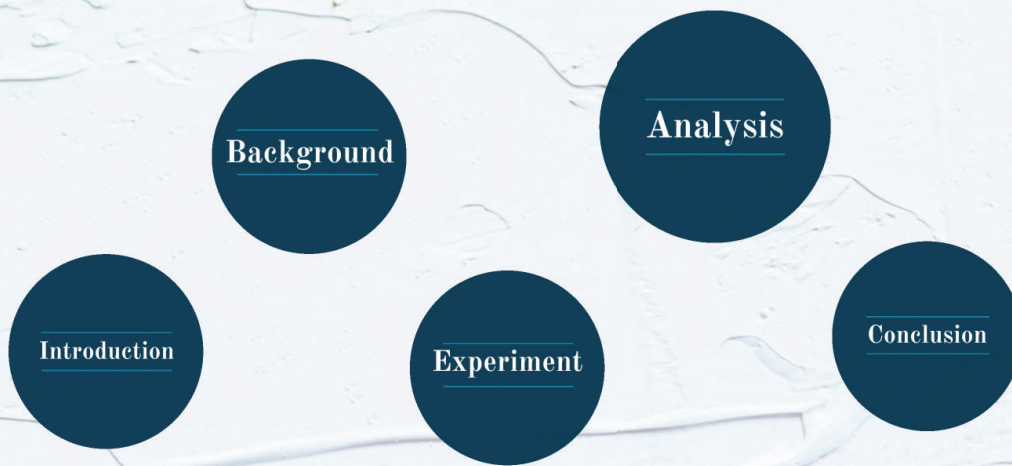 Introduction
Background
Experiment
Analysis
Conclusion